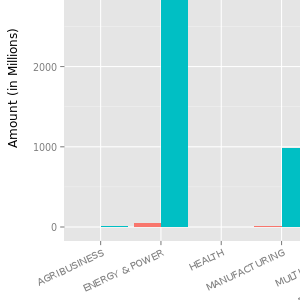 Amount (in Millions)
2000
1000
0
AGRIBUSINESS
ENERGY & POWER
HEALTH
MANUFACTURING